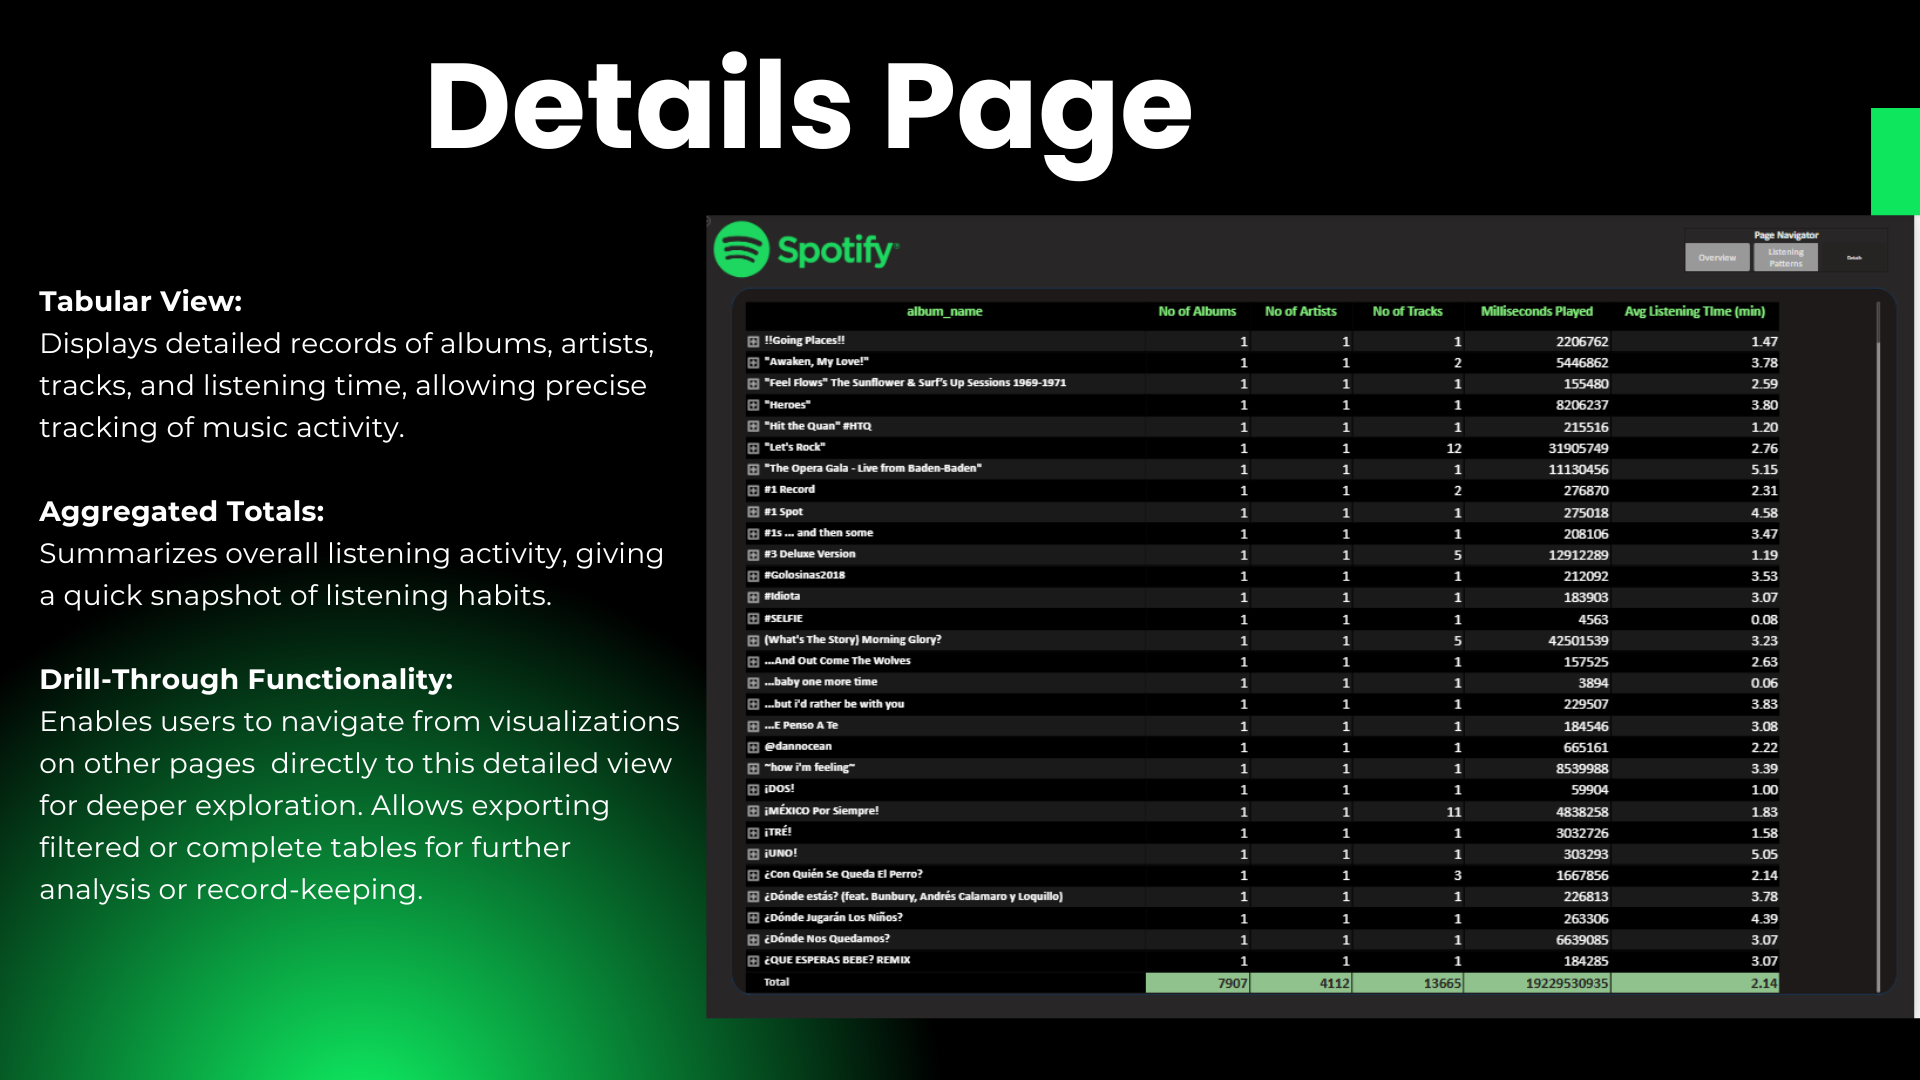 Details Page
Tabular View:
Displays detailed records of albums, artists,
tracks, and listening time, allowing precise
tracking of music activity.
Aggregated Totals:
Summarizes overall listening activity, giving
a quick snapshot of listening habits.
Drill-Through Functionality:
Enables users to navigate from visualizations
on other pages  directly to this detailed view
for deeper exploration. Allows exporting
filtered or complete tables for further
analysis or record-keeping.
Spotify®
Page Navigator
Overview
Listening
Patterns
Details
album_name No of Albums No of Artists No of Tracks Milliseconds Played Avg Listening TIme (min)
!!Going Places!! 1 1 1 2206762 1.47
"Awaken, My Love!" 1 1 2 5446862 3.78
"Feel Flows" The Sunflower & Surf's Up Sessions 1969-1971 1 1 1 155480 2.59
"Heroes" 1 1 1 8206237 3.80
"Hit the Quan" #HTQ 1 1 1 215516 1.20
"Let's Rock" 1 1 12 31905749 2.76
"The Opera Gala - Live from Baden-Baden" 1 1 1 11130456 5.15
#1 Record 1 1 2 276870 2.31
#1 Spot 1 1 1 275018 4.58
#1s ... and then some 1 1 1 208106 3.47
#3 Deluxe Version 1 1 5 12912289 1.19
#Golosinas2018 1 1 1 212092 3.53
#Idiota 1 1 1 183903 3.07
#SELFIE 1 1 1 4563 0.08
(What's The Story) Morning Glory? 1 1 5 42501539 3.23
...And Out Come The Wolves 1 1 1 157525 2.63
...baby one more time 1 1 1 3894 0.06
...but i'd rather be with you 1 1 1 229507 3.83
...E Penso A Te 1 1 1 184546 3.08
@dannocean 1 1 1 665161 2.22
~how i'm feeling~ 1 1 1 8539988 3.39
¡DOS! 1 1 1 59904 1.00
¡MÉXICO Por Siempre! 1 1 11 4838258 1.83
¡TRÉ! 1 1 1 3032726 1.58
¡UNO! 1 1 1 303293 5.05
¿Con Quién Se Queda El Perro? 1 1 3 1667856 2.14
¿Dónde estás? (feat. Bunbury, Andrés Calamaro y Loquillo) 1 1 1 226813 3.78
¿Dónde Jugarán Los Niños? 1 1 1 263306 4.39
¿Dónde Nos Quedamos? 1 1 1 6639085 3.07
¿QUE ESPERAS BEBE? REMIX 1 1 1 184285 3.07
Total 7907 4112 13665 19229530935 2.14